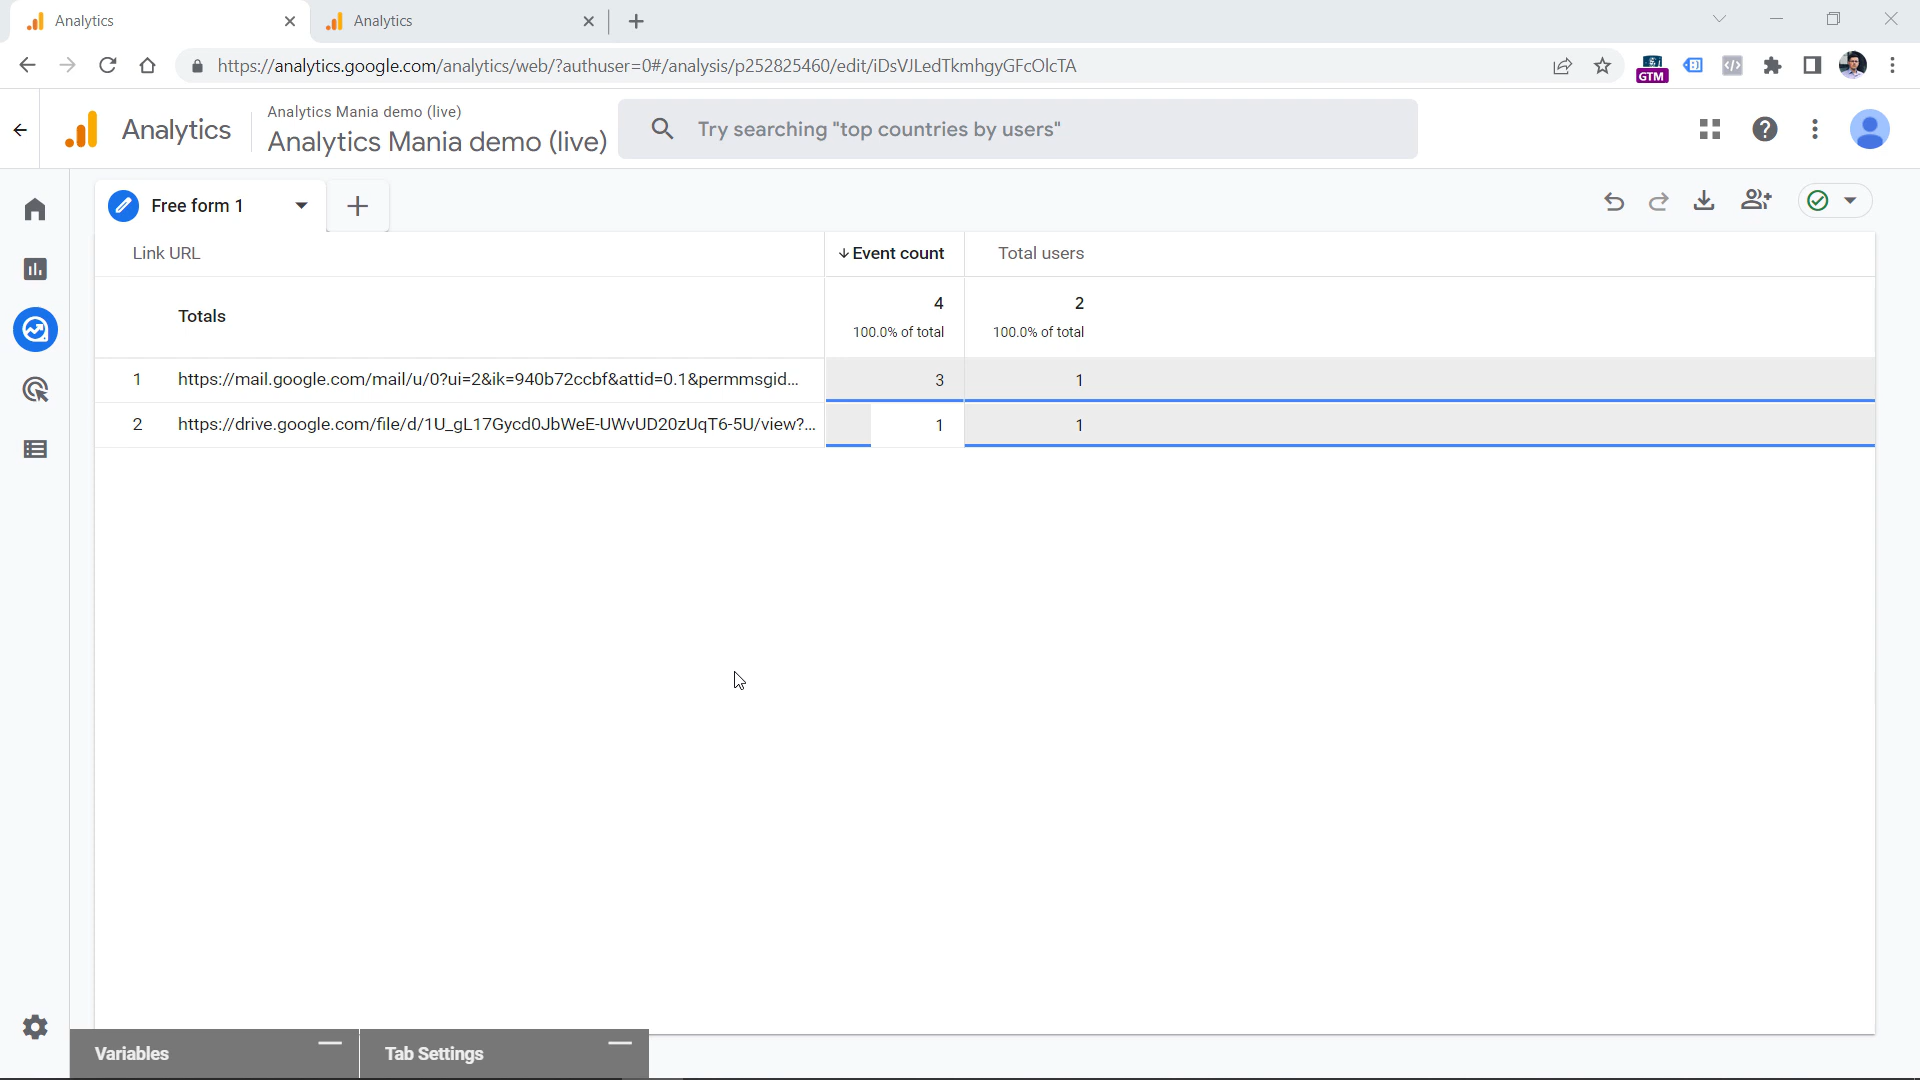 Analytics
Analytics
https://analytics.google.com/analytics/web/?authuser=0#/analysis/p252825460/edit/iDsVJLedTkmhgyGFcOlcTA
GTM
Analytics
Analytics Mania demo (live)
Analytics Mania demo (live)
Try searching "top countries by users"
Free form 1
Link URL
Event count
Total users
Totals
4
2
100.0% of total
100.0% of total
1 https://mail.google.com/mail/u/0?ui=2&ik=940b72ccbf&attid=0.1&permmsgid... 3 1
2 https://drive.google.com/file/d/1U_gL17Gycd0JbWeE-UWvUD20zUqT6-5U/view?... 1 1
Variables
Tab Settings